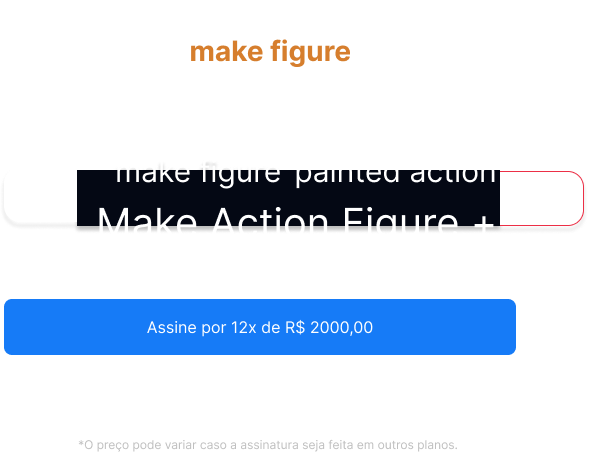 make figure
make figure painted action
Make Action Figure +
Assine por 12x de R$ 2000,00
*O preço pode variar caso a assinatura seja feita em outros planos.